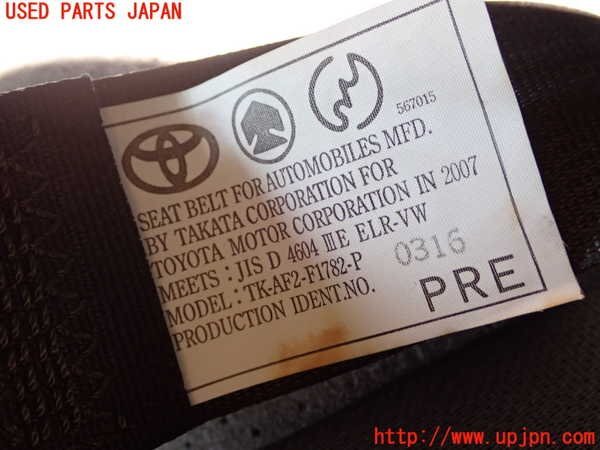 USED PARTS JAPAN
567015
SEAT BELT FOR AUTOMOBILES MFD.
BY TAKATA CORPORATION FOR
TOYOTA MOTOR CORPORATION IN 2007
MEETS : JIS D 4604 ⅢE ELR-VW
MODEL : TK-AF2-F1782-P 0316
PRODUCTION IDENT.NO. PRE
http://www.upjpn.com/